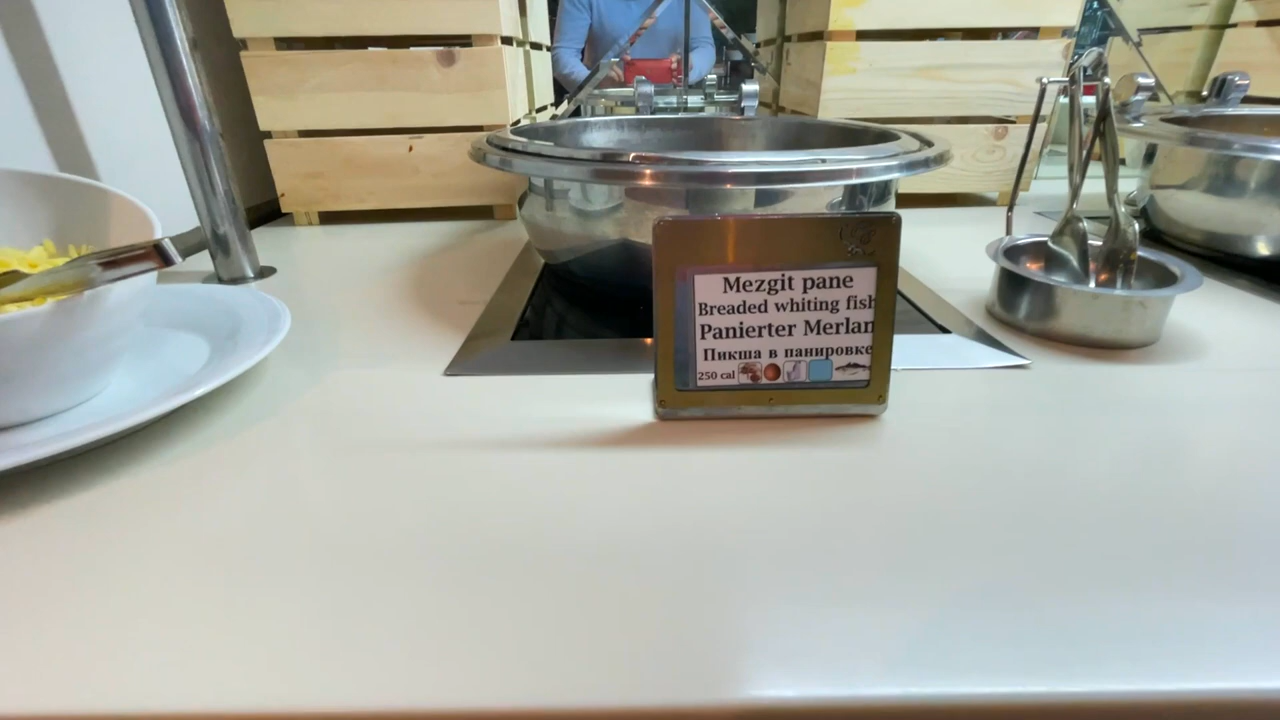 Mezgit pane
Breaded whiting fish
Panierter Merlan
Пикша в панировке
250 cal